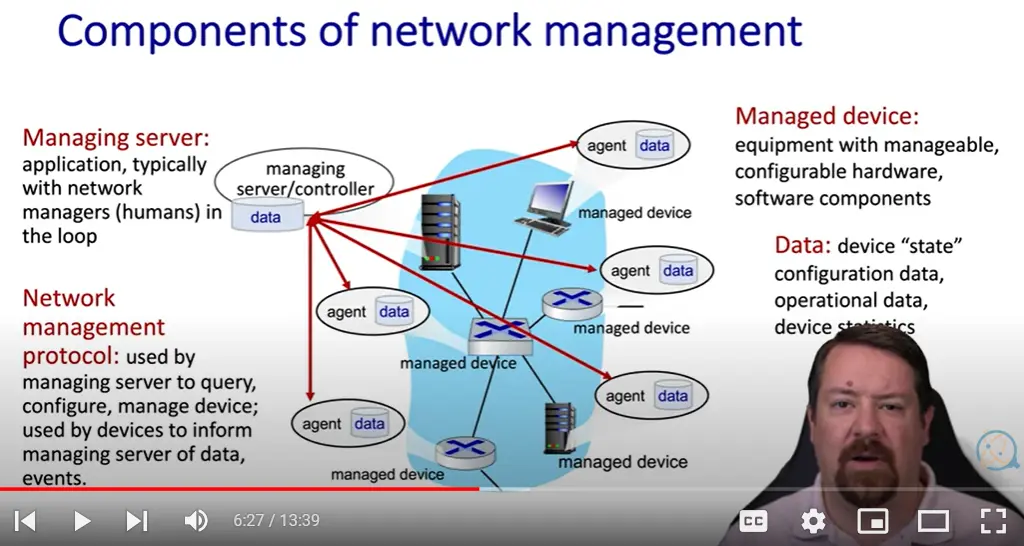 Components of network management
Managing server:
application, typically
with network
managers (humans) in
the loop
Network
management
protocol: used by
managing server to query,
configure, manage device;
used by devices to inform
managing server of data,
events.
managing
server/controller
data
agent data
managed device
agent data
managed device
agent data
managed device
agent data
managed device
agent data
managed device
Managed device:
equipment with manageable,
configurable hardware,
software components
Data: device “state”
configuration data,
operational data,
device statistics
6:27 / 13:39
CC